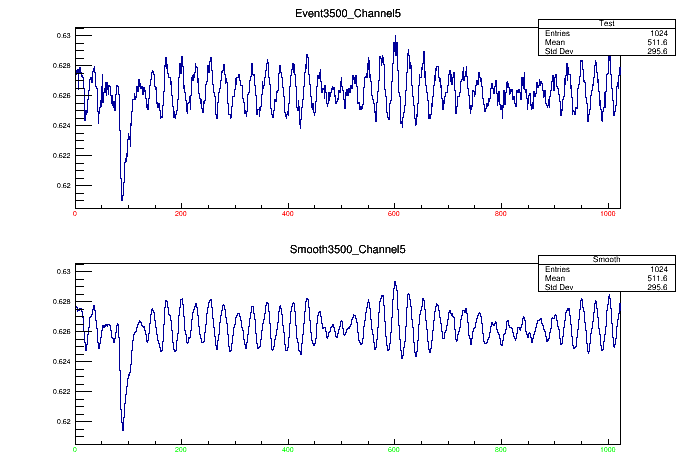 Event3500_Channel5
Test
Entries 1024
Mean 511.6
Std Dev 295.6
0.63
0.628
0.626
0.624
0.622
0.62
0 200 400 600 800 1000
Smooth3500_Channel5
Smooth
Entries 1024
Mean 511.6
Std Dev 295.6
0.63
0.628
0.626
0.624
0.622
0.62
0 200 400 600 800 1000